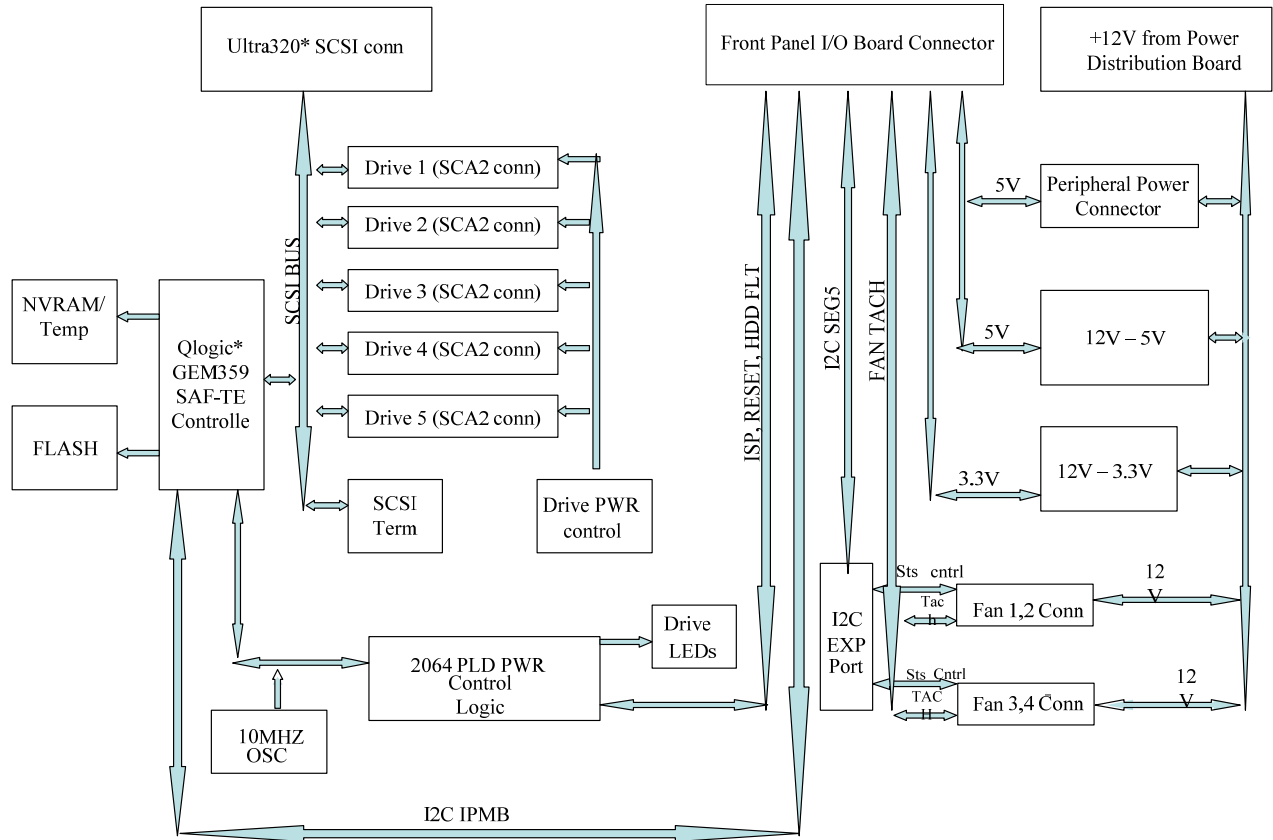 Ultra320* SCSI conn
Front Panel I/O Board Connector
+12V from Power
Distribution Board
Drive 1 (SCA2 conn)
Drive 2 (SCA2 conn)
Drive 3 (SCA2 conn)
Drive 4 (SCA2 conn)
Drive 5 (SCA2 conn)
SCSI BUS
NVRAM/
Temp
FLASH
Qlogic*
GEM359
SAF-TE
Controlle
SCSI
Term
Drive PWR
control
ISP, RESET, HDD FLT
I2C SEG5
FAN TACH
5V
Peripheral Power
Connector
5V
12V – 5V
3.3V
12V – 3.3V
I2C
EXP
Port
Sts cntrl
Tac
h
Fan 1,2 Conn
12
V
Sts Cntrl
TAC
H
Fan 3,4 Conn
12
V
Drive
LEDs
2064 PLD PWR
Control
Logic
10MHZ
OSC
I2C IPMB